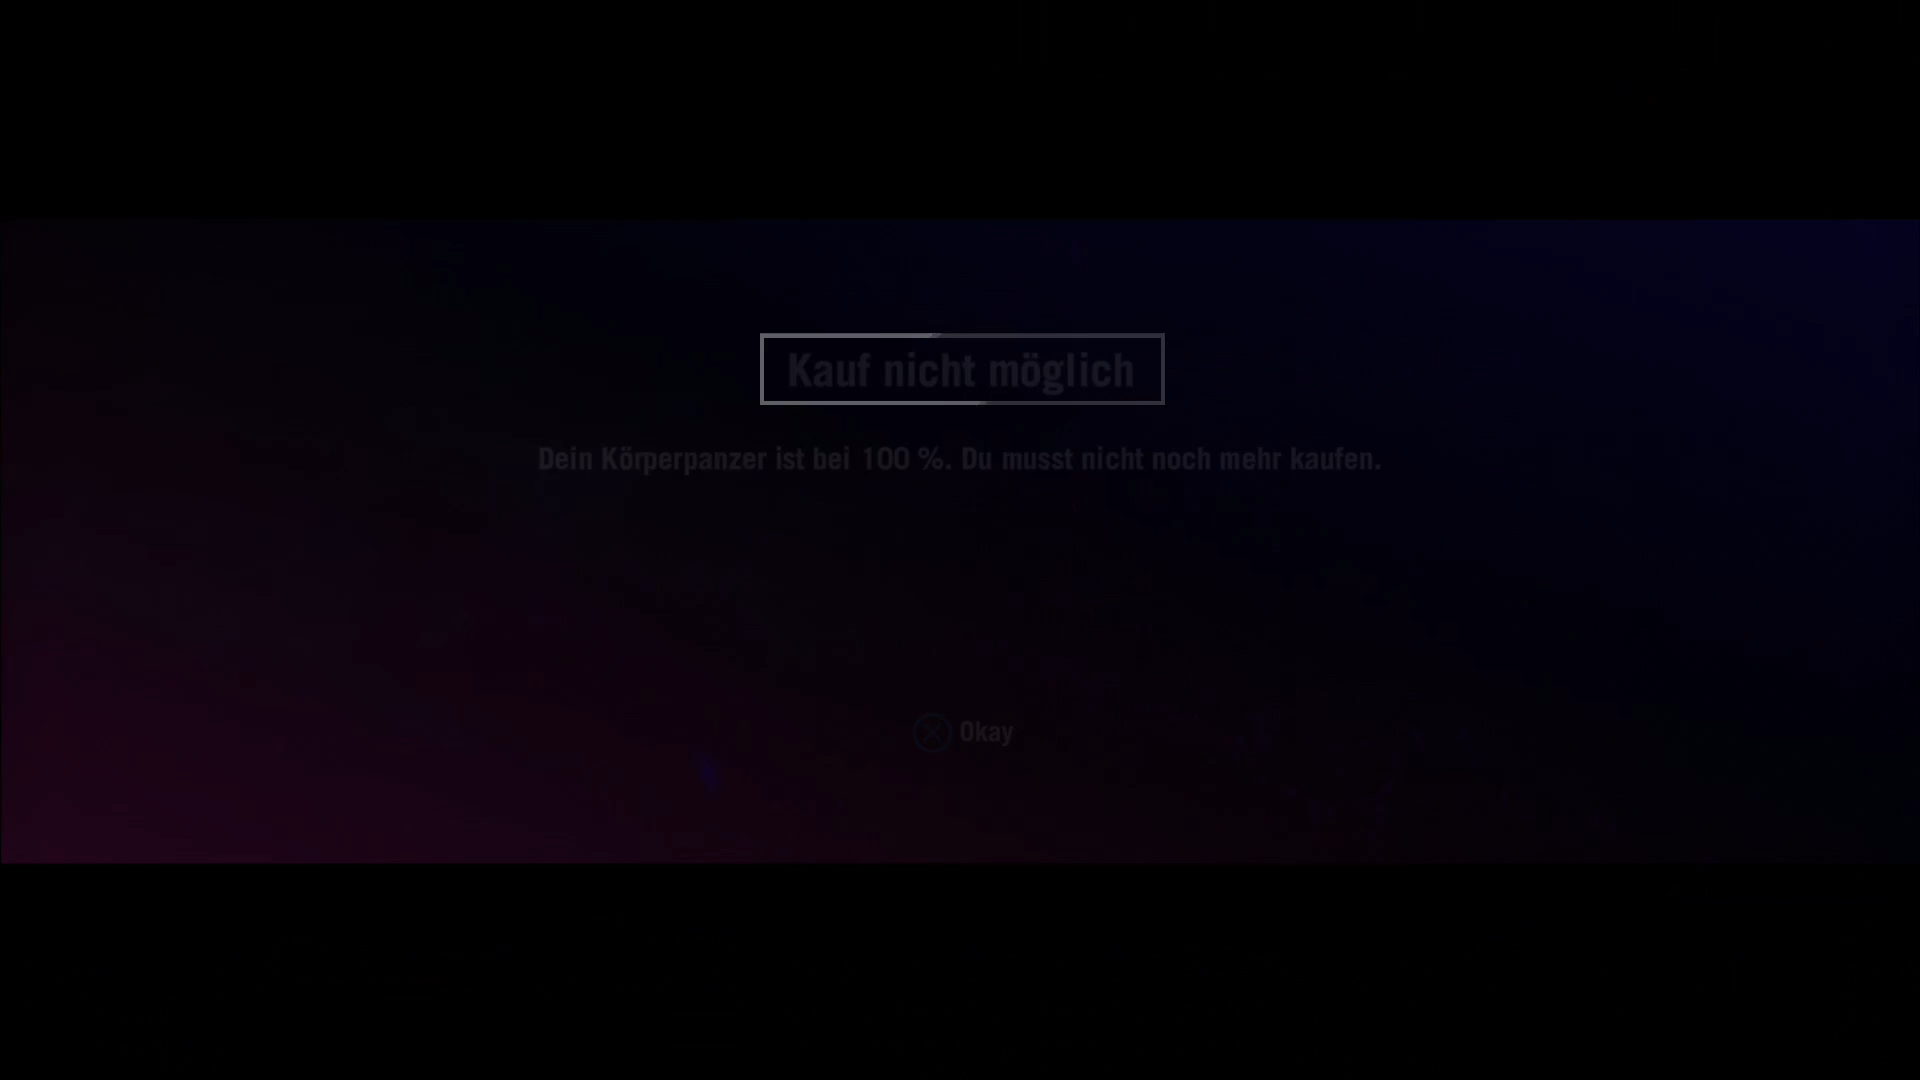 Kauf nicht möglich
Dein Körperpanzer ist bei 100 %. Du musst nicht noch mehr kaufen.
Okay